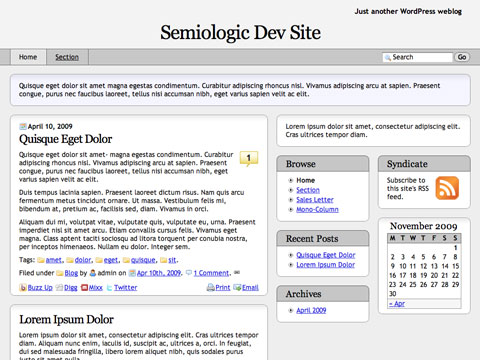 Just another WordPress weblog
Semiologic Dev Site
Home
Section
Search
Go
Quisque eget dolor sit amet magna egestas condimentum. Curabitur adipiscing rhoncus nisl. Vivamus adipiscing arcu at sapien. Praesent
congue, purus nec faucibus laoreet, tellus nisi accumsan nibh, eget varius sapien velit ac elit.
April 10, 2009
Quisque Eget Dolor
Quisque eget dolor sit amet- magna egestas condimentum. Curabitur
adipiscing rhoncus nisl. Vivamus adipiscing arcu at sapien. Praesent
congue, purus nec faucibus laoreet, tellus nisi accumsan nibh, eget
varius sapien velit ac elit.
1
Duis tempus lacinia sapien. Praesent laoreet dictum risus. Nam quis arcu
fermentum metus tincidunt ornare. Ut massa. Vestibulum felis mi,
bibendum at, pretium ac, facilisis sed, diam. Vivamus in orci.
Aliquam dui mi, volutpat vitae, vulputate quis, vulputate eu, urna. Praesent
imperdiet nisi sit amet arcu. Etiam convallis cursus felis. Vivamus eget
magna. Class aptent taciti sociosqu ad litora torquent per conubia nostra,
per inceptos himenaeos. Nullam eu dolor. Integer sem.
Tags: amet, dolor, eget, quisque, sit.
Filed under Blog by admin on Apr 10th, 2009. 1 Comment.
Buzz Up Digg Mixx Twitter
Print Email
Lorem Ipsum Dolor
Lorem ipsum dolor sit amet, consectetur adipiscing elit. Cras ultrices tempor
diam. Aliquam nibh lorem, iaculis id, suscipit ac, ultrices a, orci. In feugiat,
dui sed malesuada fringilla, libero lorem aliquet nibh, quis sodales justo
Lorem ipsum dolor sit amet, consectetur adipiscing elit.
Cras ultrices tempor diam.
Browse
Home
Section
Sales Letter
Mono-Column
Recent Posts
Quisque Eget Dolor
Lorem Ipsum Dolor
Archives
April 2009
Syndicate
Subscribe to
this site's RSS
feed.
November 2009
M T W T F S S
1
2 3 4 5 6 7 8
9 10 11 12 13 14 15
16 17 18 19 20 21 22
23 24 25 26 27 28 29
30
« Apr